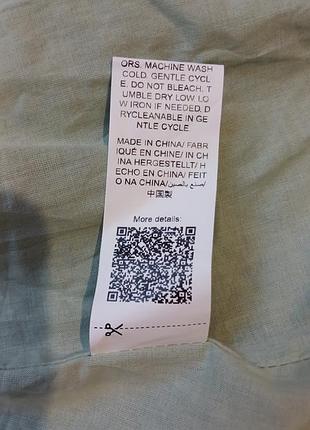 ORS. MACHINE WASH
COLD. GENTLE CYCL
E. DO NOT BLEACH. T
UMBLE DRY LOW. LO
W IRON IF NEEDED. D
RYCLEANABLE IN GE
NTLE CYCLE
MADE IN CHINA/ FABR
IQUÉ EN CHINE/ IN CH
INA HERGESTELLT/ H
ECHO EN CHINA/ FEIT
O NA CHINA/صنع بالصين/
中国製
More details: